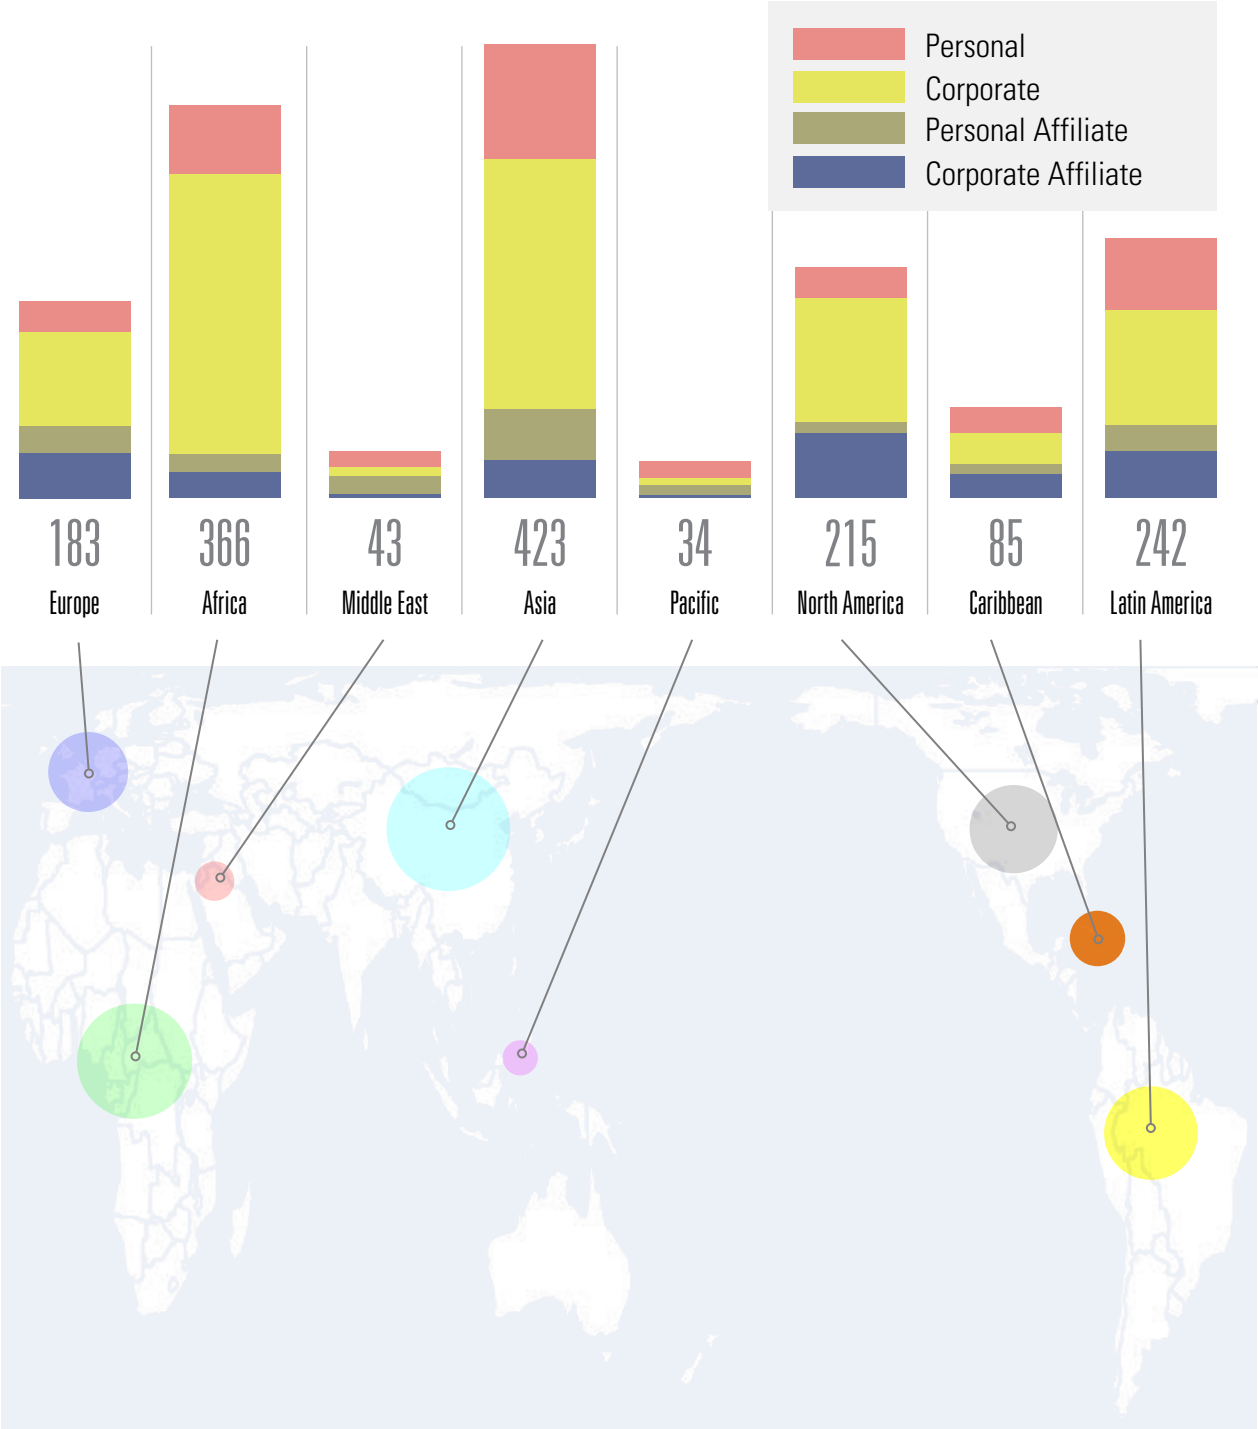 Personal
Corporate
Personal Affiliate
Corporate Affiliate
183
366
43
423
34
215
85
242
Europe
Africa
Middle East
Asia
Pacific
North America
Caribbean
Latin America